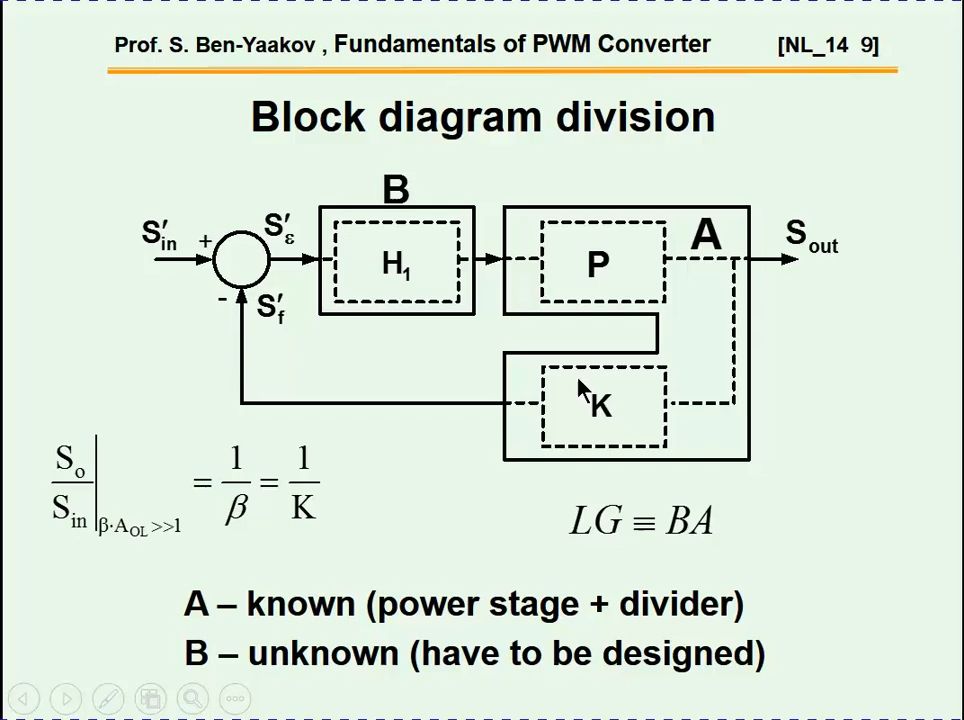 Prof. S. Ben-Yaakov , Fundamentals of PWM Converter [NL_14 9]
Block diagram division
B
S′in + S′ε H1 P A Sout
- S′f
K
So/Sin |β·AOL >>1 = 1/β = 1/K
LG ≡ BA
A – known (power stage + divider)
B – unknown (have to be designed)